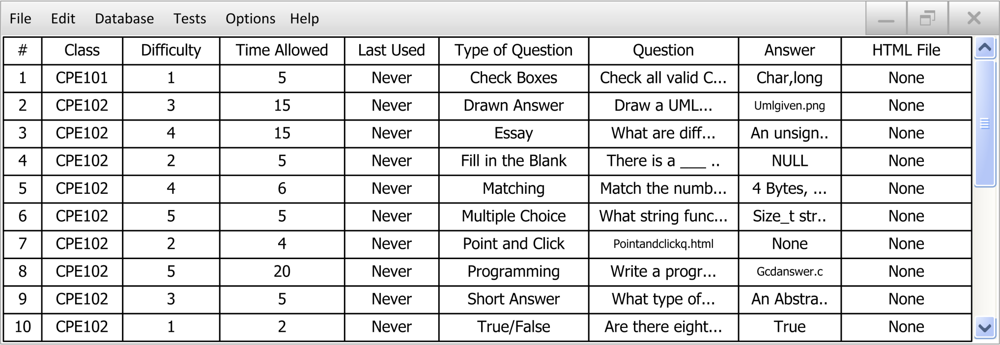 File Edit Database Tests Options Help
# Class Difficulty Time Allowed Last Used Type of Question Question Answer HTML File
1 CPE101 1 5 Never Check Boxes Check all valid C... Char,long None
2 CPE102 3 15 Never Drawn Answer Draw a UML... Umlgiven.png None
3 CPE102 4 15 Never Essay What are diff... An unsign.. None
4 CPE102 2 5 Never Fill in the Blank There is a ___ .. NULL None
5 CPE102 4 6 Never Matching Match the numb... 4 Bytes, ... None
6 CPE102 5 5 Never Multiple Choice What string func... Size_t str.. None
7 CPE102 2 4 Never Point and Click Pointandclickq.html None None
8 CPE102 5 20 Never Programming Write a progr... Gcdanswer.c None
9 CPE102 3 5 Never Short Answer What type of... An Abstra.. None
10 CPE102 1 2 Never True/False Are there eight... True None